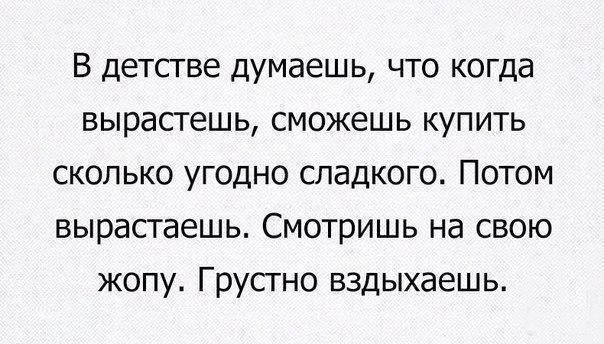 В детстве думаешь, что когда
вырастешь, сможешь купить
сколько угодно сладкого. Потом
вырастаешь. Смотришь на свою
жопу. Грустно вздыхаешь.